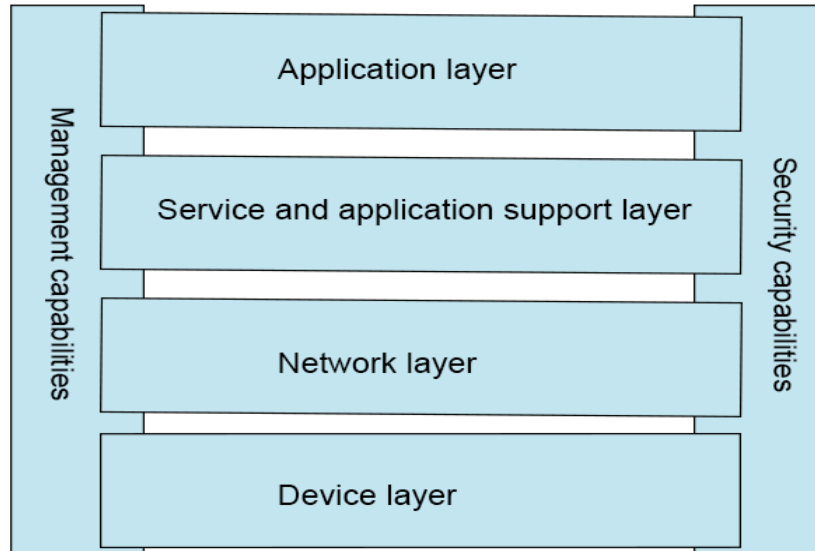 Management capabilities
Application layer
Service and application support layer
Network layer
Device layer
Security capabilities